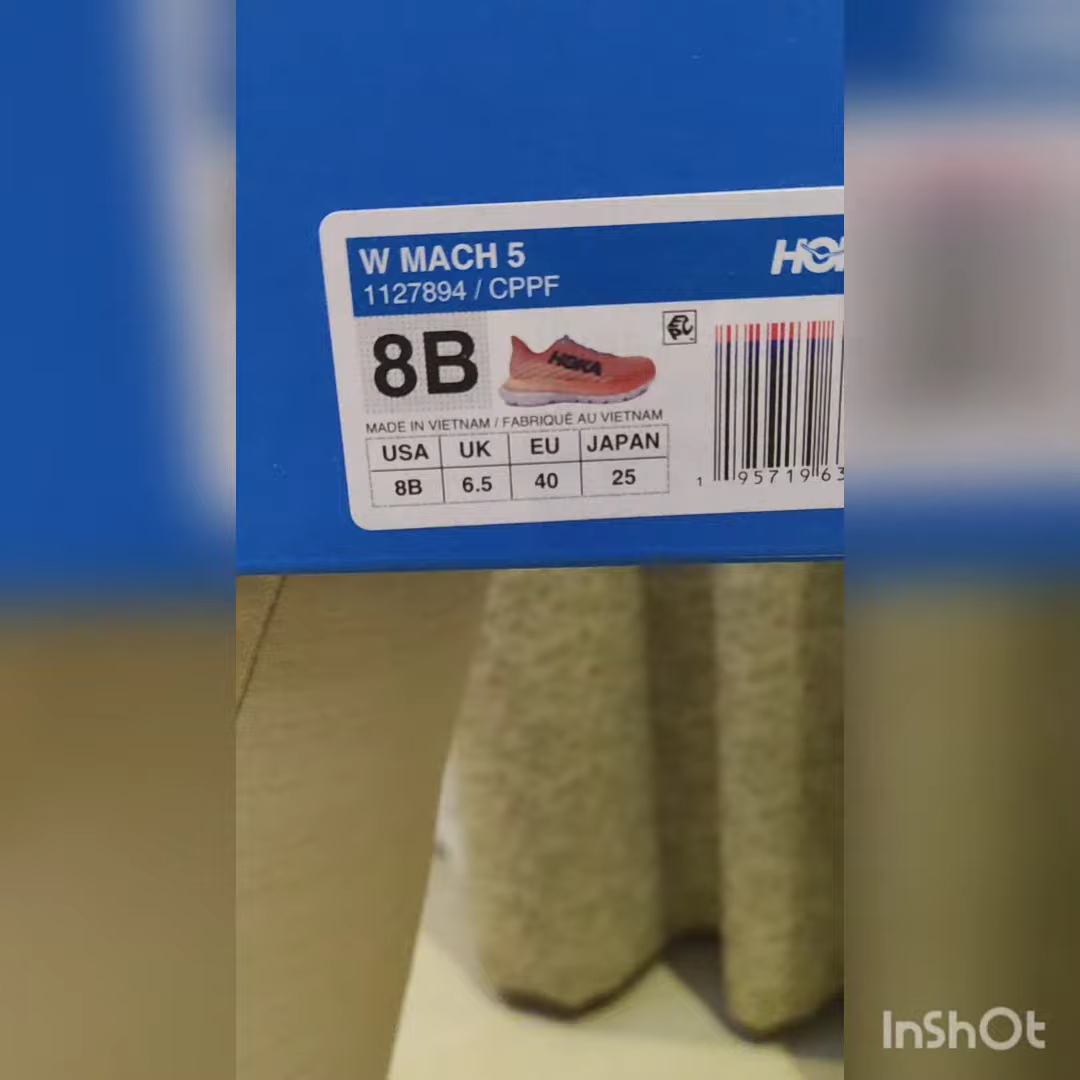 W MACH 5
1127894 / CPPF
8B
HOKA
MADE IN VIETNAM / FABRIQUÉ AU VIETNAM
USA UK EU JAPAN
8B 6.5 40 25
1 957196
InShOt